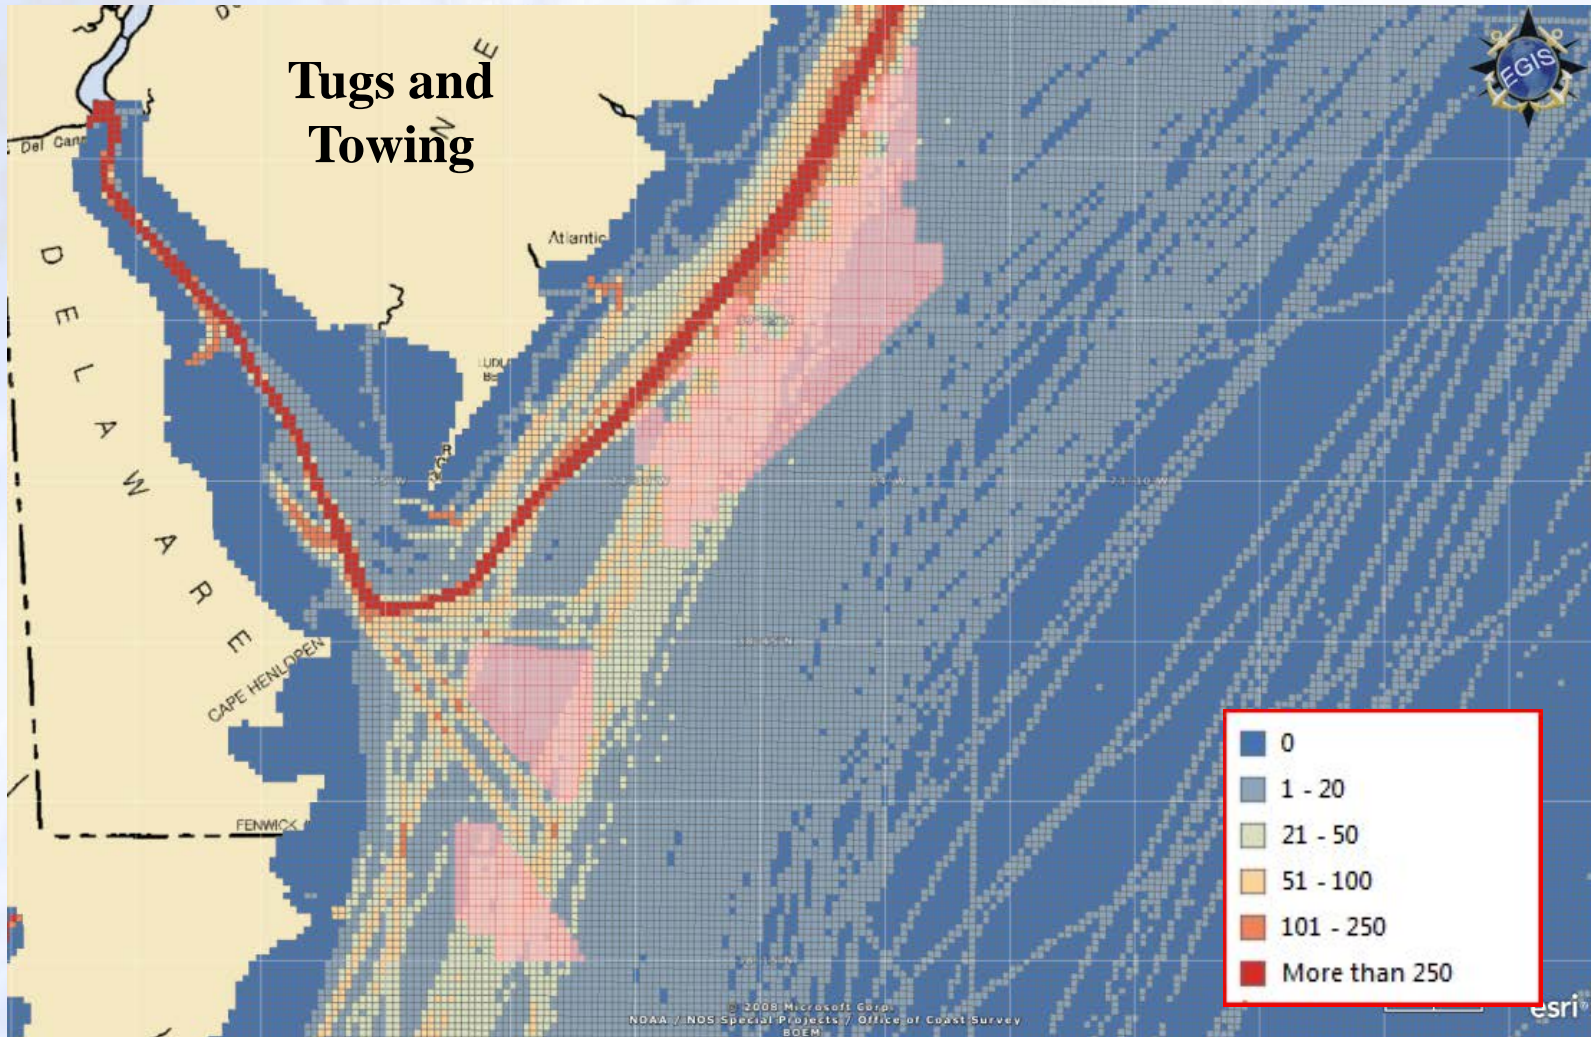 Tugs and
Towing
N E
EGIS
Del Can
Atlantic
DELAWARE
CAPE HENLOPEN
FENWICK
0
1 - 20
21 - 50
51 - 100
101 - 250
More than 250
© 2008 Microsoft Corp.
NOAA / NOS Special Projects / Office of Coast Survey
BOEM
esri